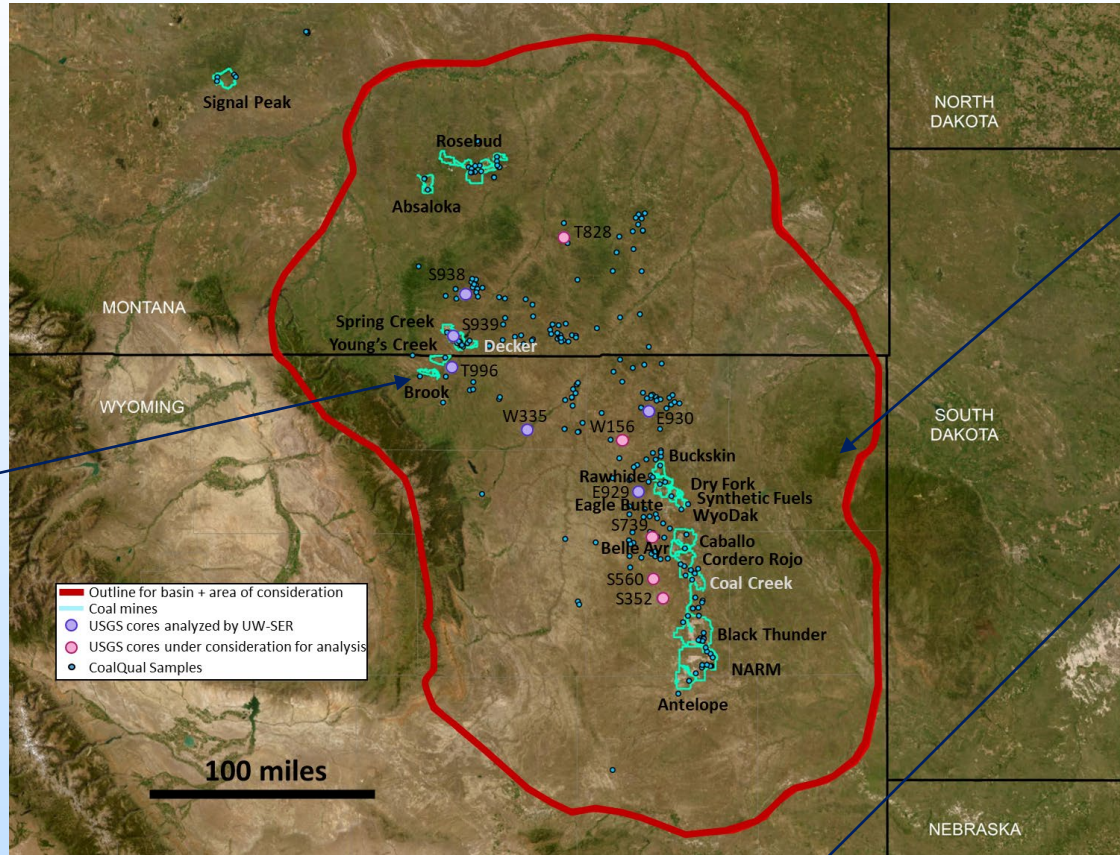 Signal Peak
NORTH
DAKOTA
Rosebud
Absaloka
T828
S938
MONTANA
Spring Creek
S939
Young's Creek
Decker
T996
Brook
WYOMING
SOUTH
DAKOTA
E930
W335
W156
Buckskin
Rawhide
Dry Fork
E929
Synthetic Fuels
Eagle Butte
WyoDak
S739
Caballo
Belle Ayr
Cordero Rojo
S560
Coal Creek
S352
Outline for basin + area of consideration
Coal mines
USGS cores analyzed by UW-SER
USGS cores under consideration for analysis
CoalQual Samples
Black Thunder
NARM
Antelope
100 miles
NEBRASKA